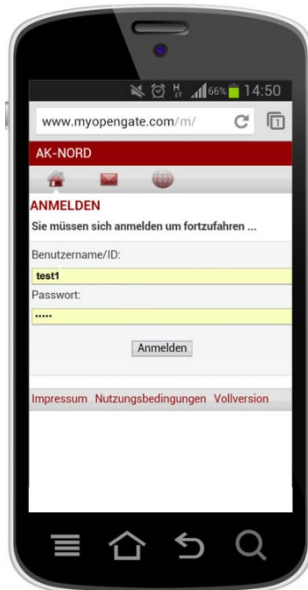 66% 14:50
www.myopengate.com/m/
AK-NORD
ANMELDEN
Sie müssen sich anmelden um fortzufahren ...
Benutzername/ID:
test1
Passwort:
•••••
Anmelden
Impressum Nutzungsbedingungen Vollversion